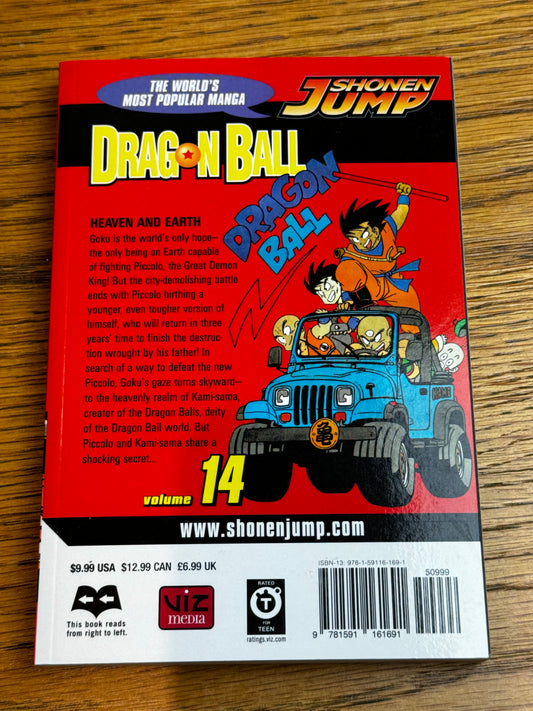 THE WORLD'S
MOST POPULAR MANGA
SHONEN
JUMP
DRAGON BALL
DRAGON
BALL
HEAVEN AND EARTH
Goku is the world's only hope—
the only being on Earth capable
of fighting Piccolo, the Great Demon
King! But the city-demolishing battle
ends with Piccolo birthing a
younger, even tougher version of
himself, who will return in three
years' time to finish the destruc-
tion wrought by his father! In
search of a way to defeat the new
Piccolo, Goku's gaze turns skyward—
to the heavenly realm of Kami-sama,
creator of the Dragon Balls, deity
of the Dragon Ball world. But
Piccolo and Kami-sama share a
shocking secret...
亀
volume 14
www.shonenjump.com
$9.99 USA $12.99 CAN £6.99 UK
This book reads
from right to left.
VIZ
MEDIA
RATED
T
FOR
TEEN
ratings.viz.com
ISBN-13: 978-1-59116-169-1
50999
9 781591 161691